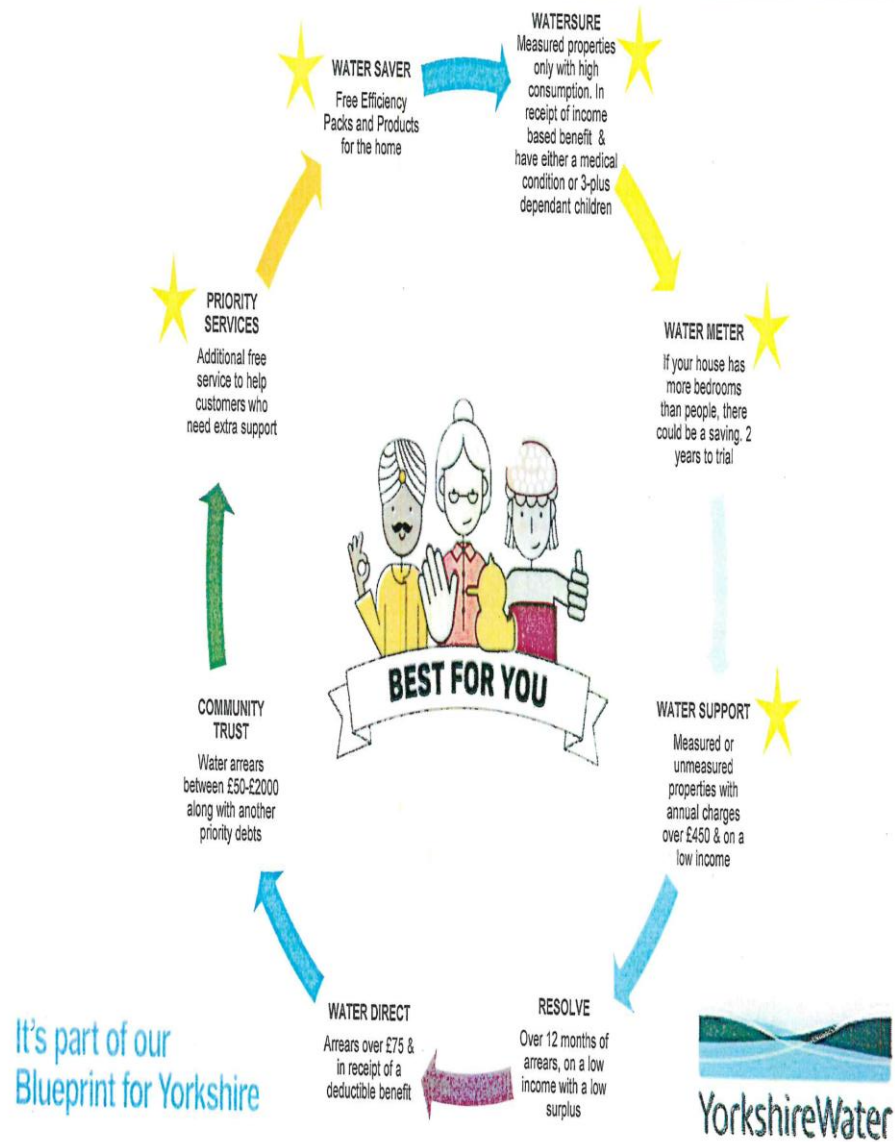 WATERSURE
Measured properties
only with high
consumption. In
receipt of income
based benefit &
have either a medical
condition or 3-plus
dependant children
WATER METER
If your house has
more bedrooms
than people, there
could be a saving. 2
years to trial
WATER SUPPORT
Measured or
unmeasured
properties with
annual charges
over £450 & on a
low income
RESOLVE
Over 12 months of
arrears, on a low
income with a low
surplus
WATER DIRECT
Arrears over £75 &
in receipt of a
deductible benefit
COMMUNITY
TRUST
Water arrears
between £50-£2000
along with another
priority debts
PRIORITY
SERVICES
Additional free
service to help
customers who
need extra support
WATER SAVER
Free Efficiency
Packs and Products
for the home
BEST FOR YOU
It's part of our
Blueprint for Yorkshire
YorkshireWater